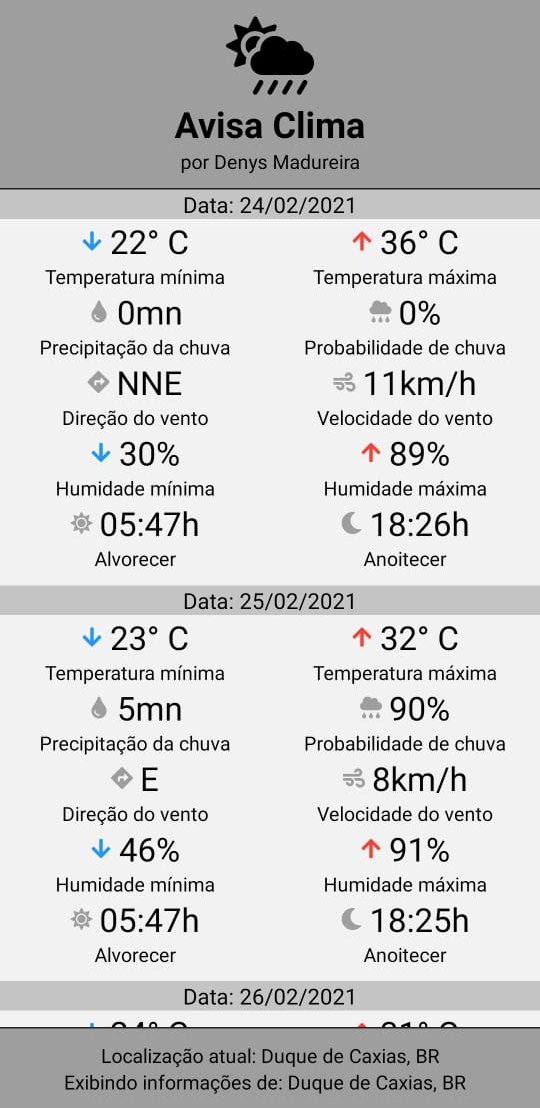 Avisa Clima
por Denys Madureira
Data: 24/02/2021
22° C 36° C
Temperatura mínima Temperatura máxima
0mn 0%
Precipitação da chuva Probabilidade de chuva
NNE 11km/h
Direção do vento Velocidade do vento
30% 89%
Humidade mínima Humidade máxima
05:47h 18:26h
Alvorecer Anoitecer
Data: 25/02/2021
23° C 32° C
Temperatura mínima Temperatura máxima
5mn 90%
Precipitação da chuva Probabilidade de chuva
E 8km/h
Direção do vento Velocidade do vento
46% 91%
Humidade mínima Humidade máxima
05:47h 18:25h
Alvorecer Anoitecer
Data: 26/02/2021
Localização atual: Duque de Caxias, BR
Exibindo informações de: Duque de Caxias, BR